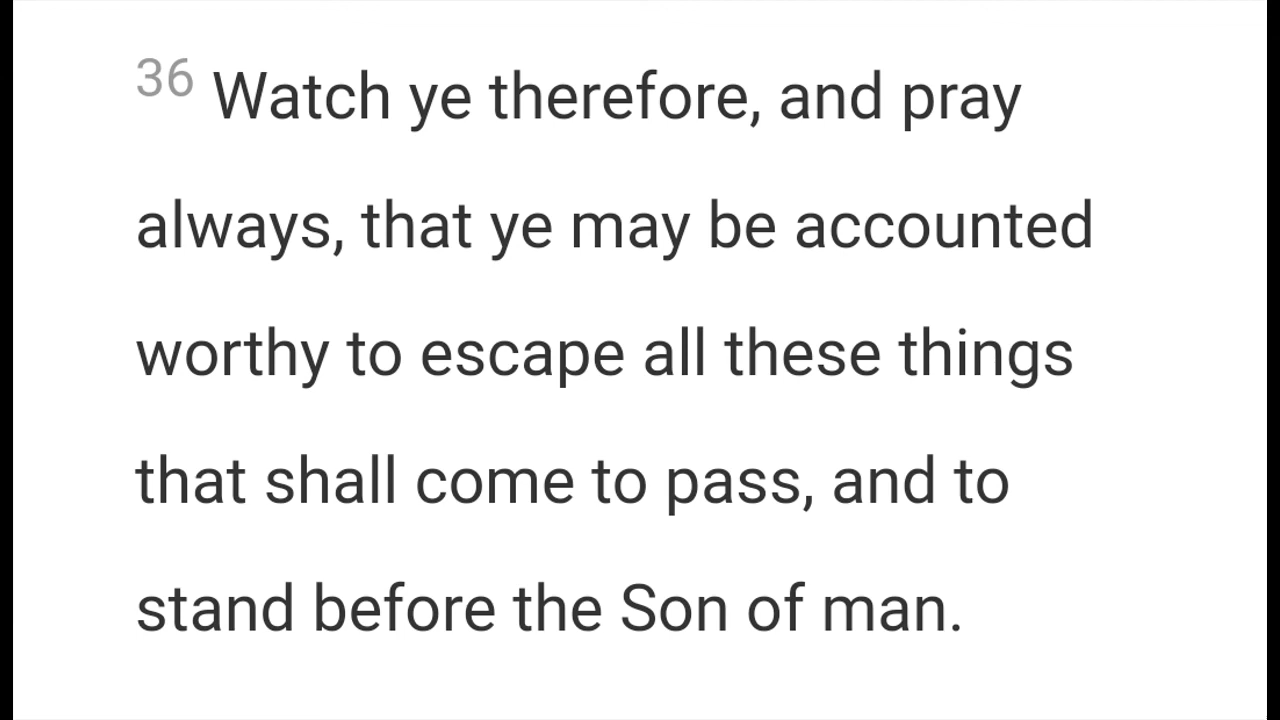 36 Watch ye therefore, and pray
always, that ye may be accounted
worthy to escape all these things
that shall come to pass, and to
stand before the Son of man.